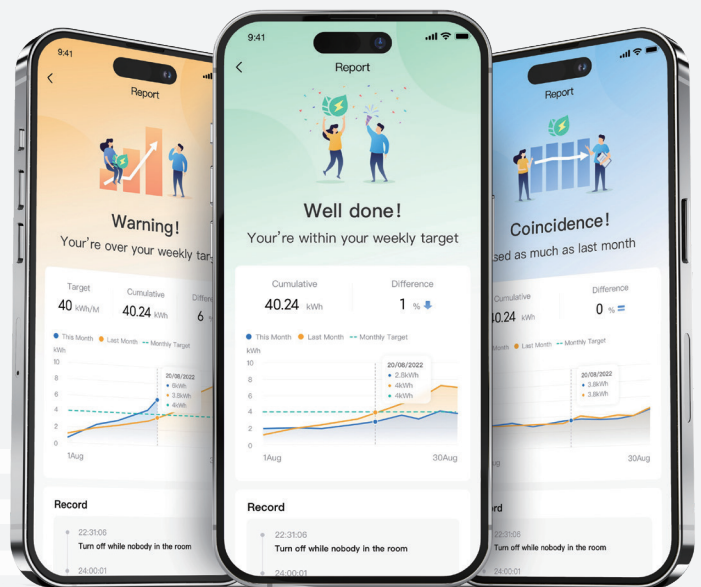 9:41
Report
Warning!
Your're over your weekly
Target
40 kWh/M
Cumulative
40.24 kWh
6
This Month
Last Month
Monthly Target
kWh
10
8
6
4
2
0
20/08/2022
6kWh
3.8kWh
4kWh
1Aug
Record
22:31:06
Turn off while nobody in the room
24:00:01
9:41
Report
Well done!
Your're within your weekly target
Cumulative
40.24 kWh
Difference
1 %
This Month
Last Month
Monthly Target
kWh
10
8
6
4
2
0
20/08/2022
2.8kWh
4kWh
4kWh
1Aug
30Aug
Record
22:31:06
Turn off while nobody in the room
24:00:01
Report
Coincidence!
sed as much as last month
Cumulative
40.24 kWh
Difference
0 % =
Month
Last Month
Monthly Target
20/08/2022
3.8kWh
3.8kWh
30Aug
22:31:06
Turn off while nobody in the room
24:00:01